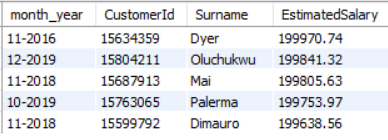 month_year CustomerId Surname EstimatedSalary
11-2016 15634359 Dyer 199970.74
12-2019 15804211 Oluchukwu 199841.32
11-2018 15687913 Mai 199805.63
10-2019 15763065 Palerma 199753.97
11-2018 15599792 Dimauro 199638.56